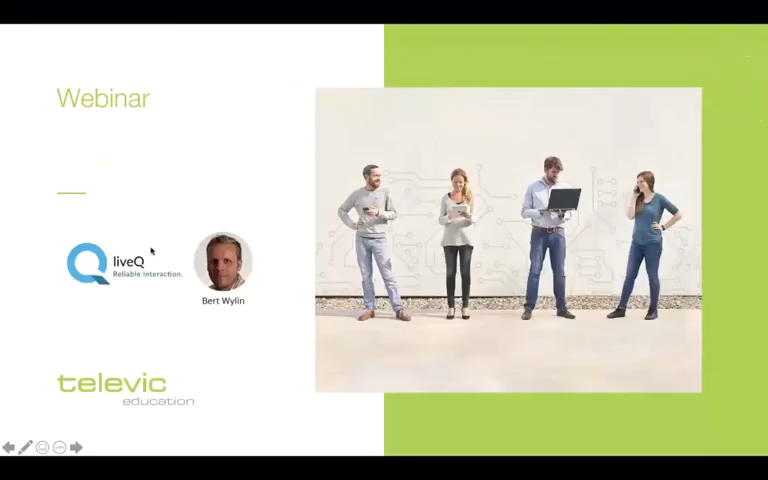 Webinar
liveQ
Reliable interaction.
Bert Wylin
televic
education